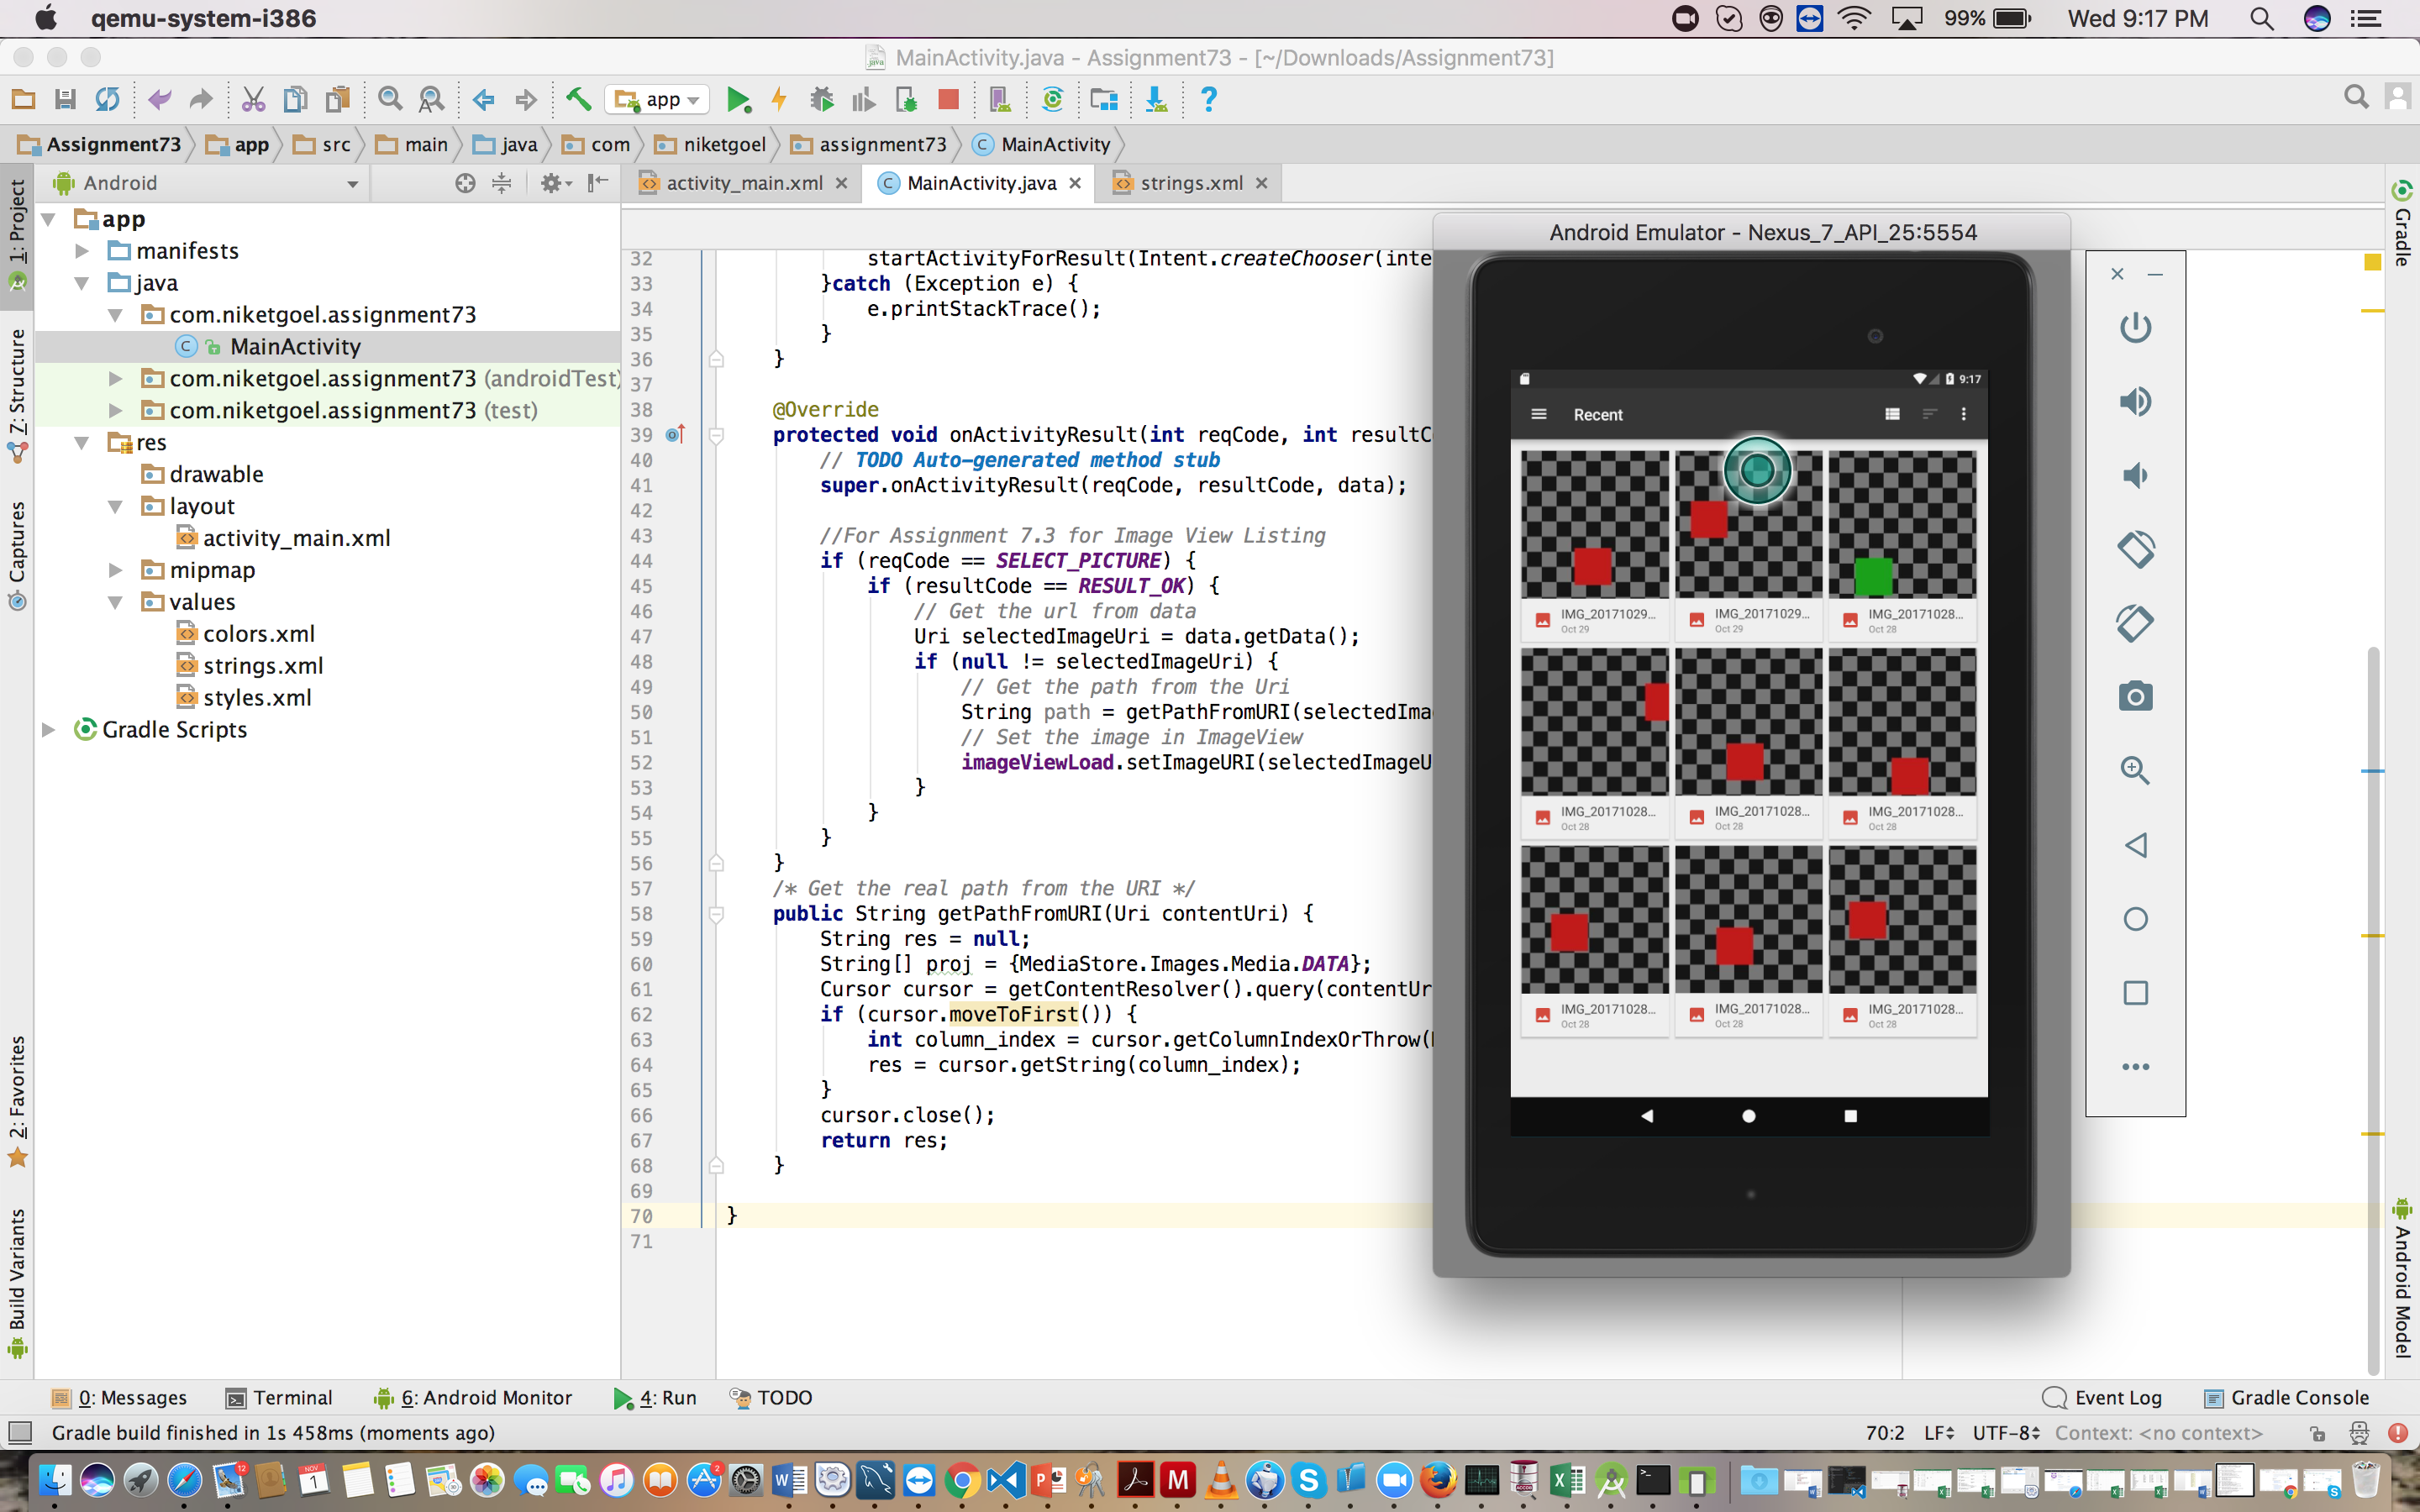 qemu-system-i386
99%
Wed 9:17 PM
MainActivity.java - Assignment73 - [~/Downloads/Assignment73]
app
Assignment73
app
src
main
java
com
niketgoel
assignment73
MainActivity
1: Project
7: Structure
Captures
2: Favorites
Build Variants
Android
app
manifests
java
com.niketgoel.assignment73
MainActivity
com.niketgoel.assignment73 (androidTest)
com.niketgoel.assignment73 (test)
res
drawable
layout
activity_main.xml
mipmap
values
colors.xml
strings.xml
styles.xml
Gradle Scripts
activity_main.xml
MainActivity.java
strings.xml
32 startActivityForResult(Intent.createChooser(inte
33 }catch (Exception e) {
34 e.printStackTrace();
35 }
36 }
37
38 @Override
39 protected void onActivityResult(int reqCode, int resultC
40 // TODO Auto-generated method stub
41 super.onActivityResult(reqCode, resultCode, data);
42
43 //For Assignment 7.3 for Image View Listing
44 if (reqCode == SELECT_PICTURE) {
45 if (resultCode == RESULT_OK) {
46 // Get the url from data
47 Uri selectedImageUri = data.getData();
48 if (null != selectedImageUri) {
49 // Get the path from the Uri
50 String path = getPathFromURI(selectedIma
51 // Set the image in ImageView
52 imageViewLoad.setImageURI(selectedImageU
53 }
54 }
55 }
56 }
57 /* Get the real path from the URI */
58 public String getPathFromURI(Uri contentUri) {
59 String res = null;
60 String[] proj = {MediaStore.Images.Media.DATA};
61 Cursor cursor = getContentResolver().query(contentUr
62 if (cursor.moveToFirst()) {
63 int column_index = cursor.getColumnIndexOrThrow(
64 res = cursor.getString(column_index);
65 }
66 cursor.close();
67 return res;
68 }
69
70 }
71
Android Emulator - Nexus_7_API_25:5554
9:17
Recent
IMG_20171029...
Oct 29
IMG_20171029...
Oct 29
IMG_20171028...
Oct 28
IMG_20171028...
Oct 28
IMG_20171028...
Oct 28
IMG_20171028...
Oct 28
IMG_20171028...
Oct 28
IMG_20171028...
Oct 28
IMG_20171028...
Oct 28
Gradle
Android Model
0: Messages
Terminal
6: Android Monitor
4: Run
TODO
Event Log
Gradle Console
Gradle build finished in 1s 458ms (moments ago)
70:2
LF
UTF-8
Context: <no context>
12
NOV
1
2